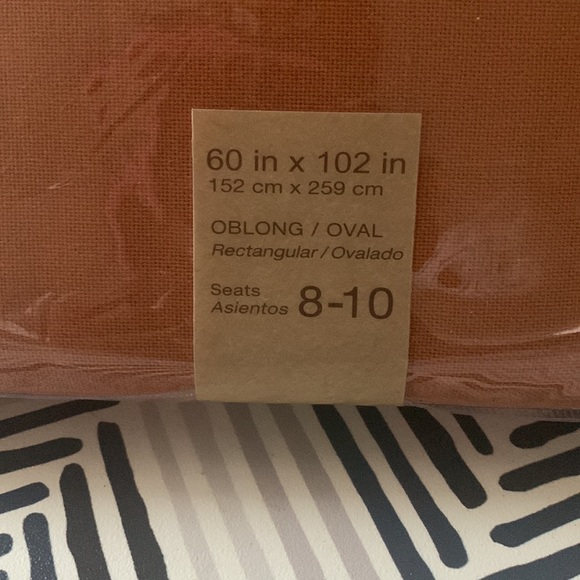 60 in x 102 in
152 cm x 259 cm
OBLONG / OVAL
Rectangular / Ovalado
Seats
Asientos 8-10